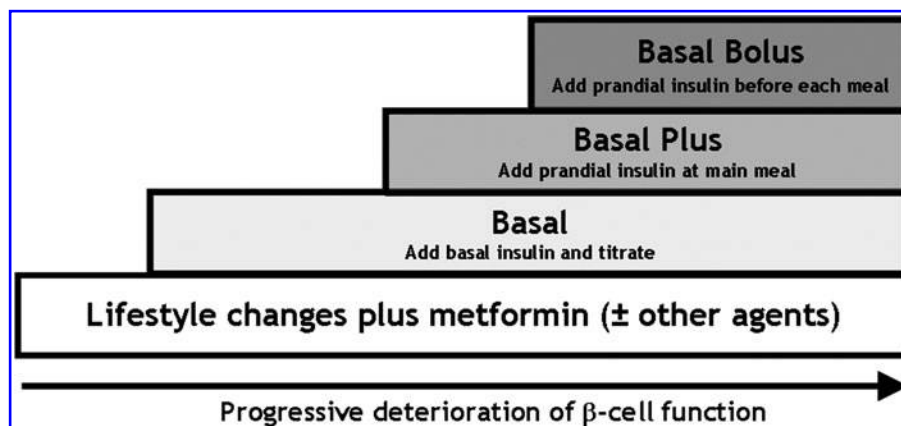 Basal Bolus
Add prandial insulin before each meal
Basal Plus
Add prandial insulin at main meal
Basal
Add basal insulin and titrate
Lifestyle changes plus metformin (± other agents)
Progressive deterioration of β-cell function